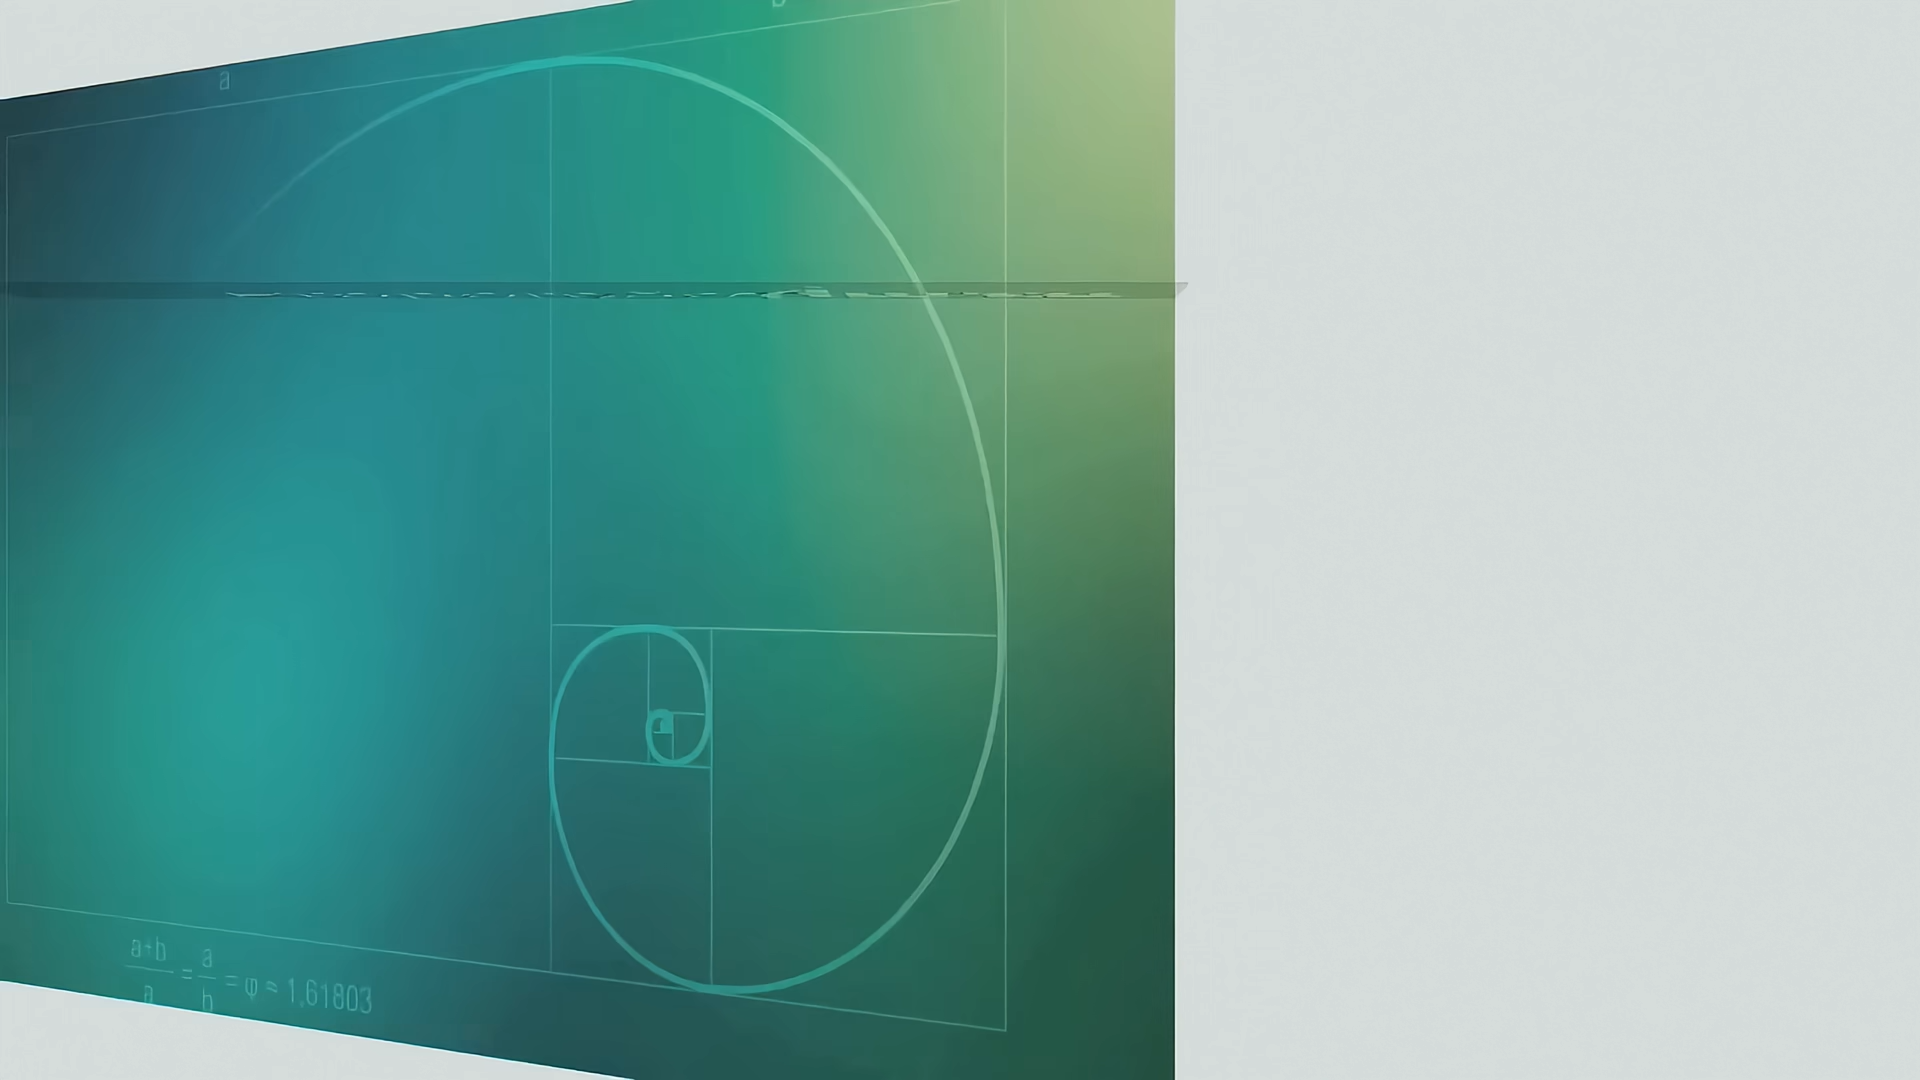 a
b
a+b/a = a/b = φ ≈ 1,61803